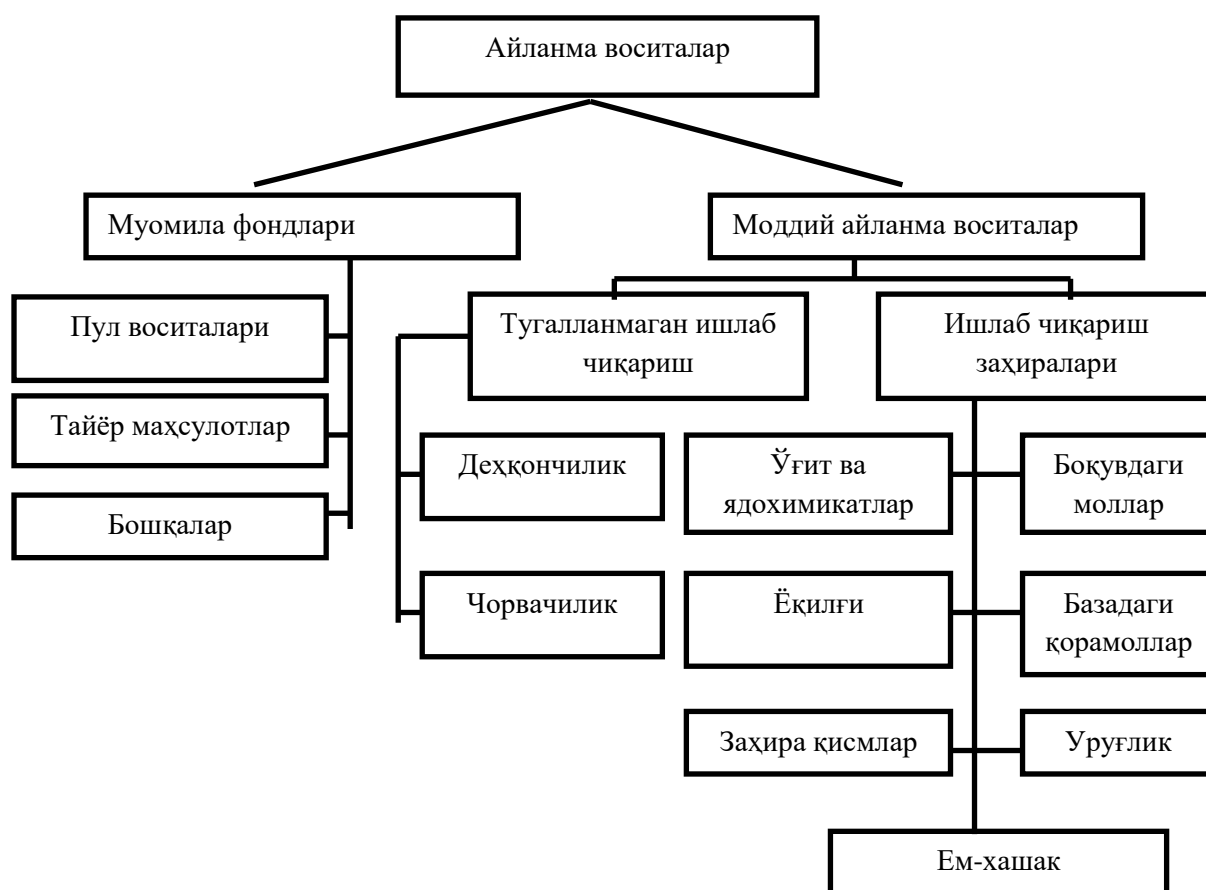 Айланма воситалар
Муомила фондлари
Моддий айланма воситалар
Пул воситалари
Тугалланмаган ишлаб
чиқариш
Ишлаб чиқариш
заҳиралари
Тайёр маҳсулотлар
Деҳқончилик
Ўғит ва
ядохимикатлар
Боқувдаги
моллар
Бошқалар
Чорвачилик
Ёқилғи
Базадаги
қорамоллар
Заҳира қисмлар
Уруғлик
Ем-хашак